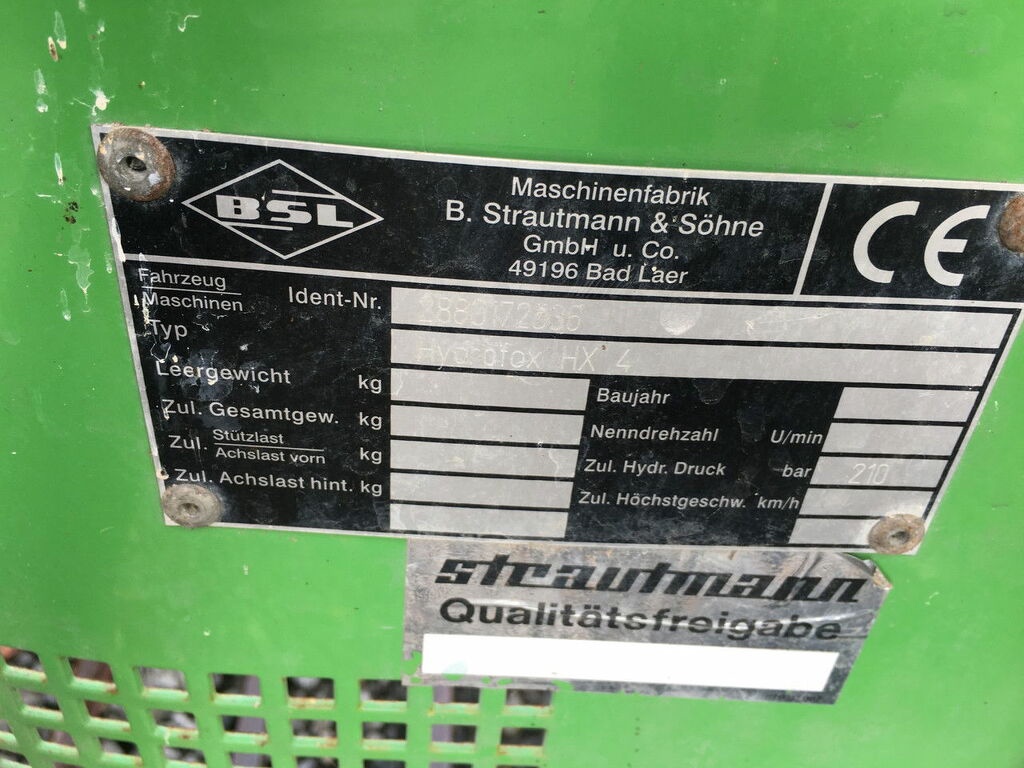 BSL
Maschinenfabrik
B. Strautmann & Söhne
GmbH u. Co.
49196 Bad Laer
CE
Fahrzeug
Maschinen
Ident-Nr.
Typ
Hydrofox HX 4
Leergewicht kg
Zul. Gesamtgew. kg
Zul. Stützlast
Achslast vorn kg
Zul. Achslast hint. kg
Baujahr
Nenndrehzahl U/min
Zul. Hydr. Druck bar 210
Zul. Höchstgeschw. km/h
strautmann
Qualitätsfreigabe